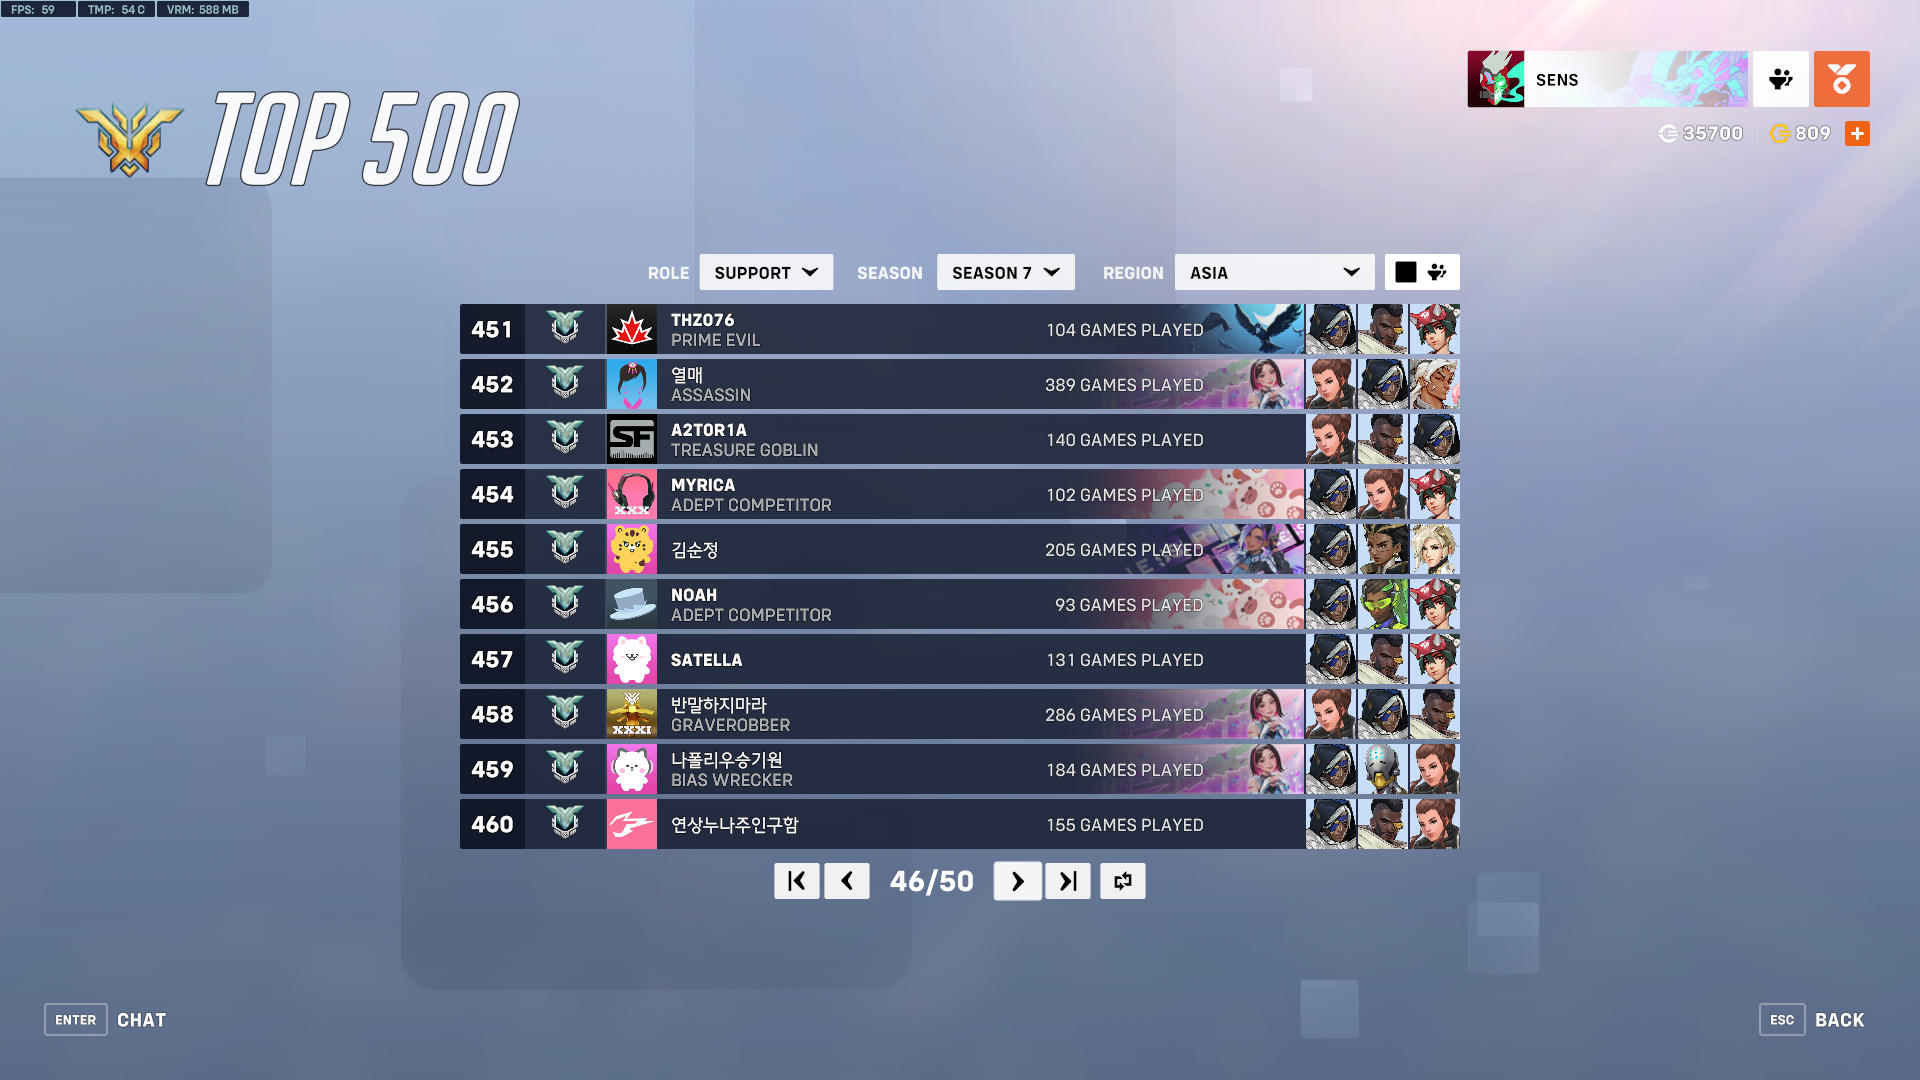 FPS: 59 TMP: 54 C VRM: 588 MB
TOP 500
SENS
35700 809
ROLE SUPPORT SEASON SEASON 7 REGION ASIA
451 THZ076 104 GAMES PLAYED
PRIME EVIL
452 열매 389 GAMES PLAYED
ASSASSIN
453 SF A2TOR1A 140 GAMES PLAYED
TREASURE GOBLIN
454 XXX MYRICA 102 GAMES PLAYED
ADEPT COMPETITOR
455 김순정 205 GAMES PLAYED
456 NOAH 93 GAMES PLAYED
ADEPT COMPETITOR
457 SATELLA 131 GAMES PLAYED
458 XXXI 반말하지마라 286 GAMES PLAYED
GRAVEROBBER
459 나폴리우승기원 184 GAMES PLAYED
BIAS WRECKER
460 연상누나주인구함 155 GAMES PLAYED
46/50
ENTER CHAT
ESC BACK